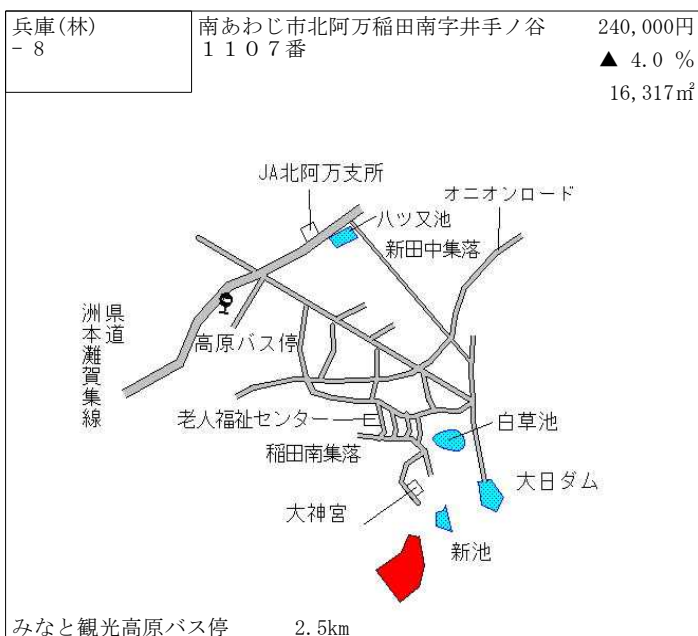 兵庫(林)
－8
南あわじ市北阿万稲田南字井手ノ谷
１１０７番
240,000円
▲ 4.0 %
16,317㎡
JA北阿万支所
オニオンロード
八ツ又池
新田中集落
県道
洲本灘賀集線
高原バス停
老人福祉センター
白草池
稲田南集落
大日ダム
大神宮
新池
みなと観光高原バス停 2.5km